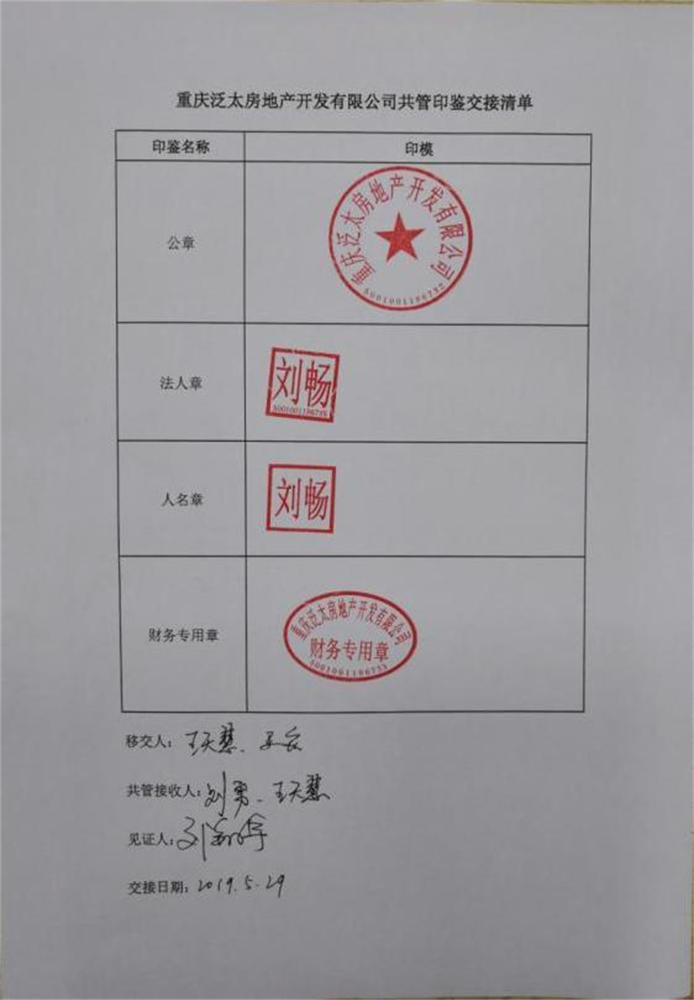 重庆泛太房地产开发有限公司共管印鉴交接清单
印鉴名称 印模
公章
重庆泛太房地产开发有限公司
5001001186732
法人章
刘畅
人名章
刘畅
财务专用章
重庆泛太房地产开发有限公司
财务专用章
5001001186733
移交人：王天慧、
共管接收人：刘勇、王天慧
见证人：刘
交接日期：2019.5.29